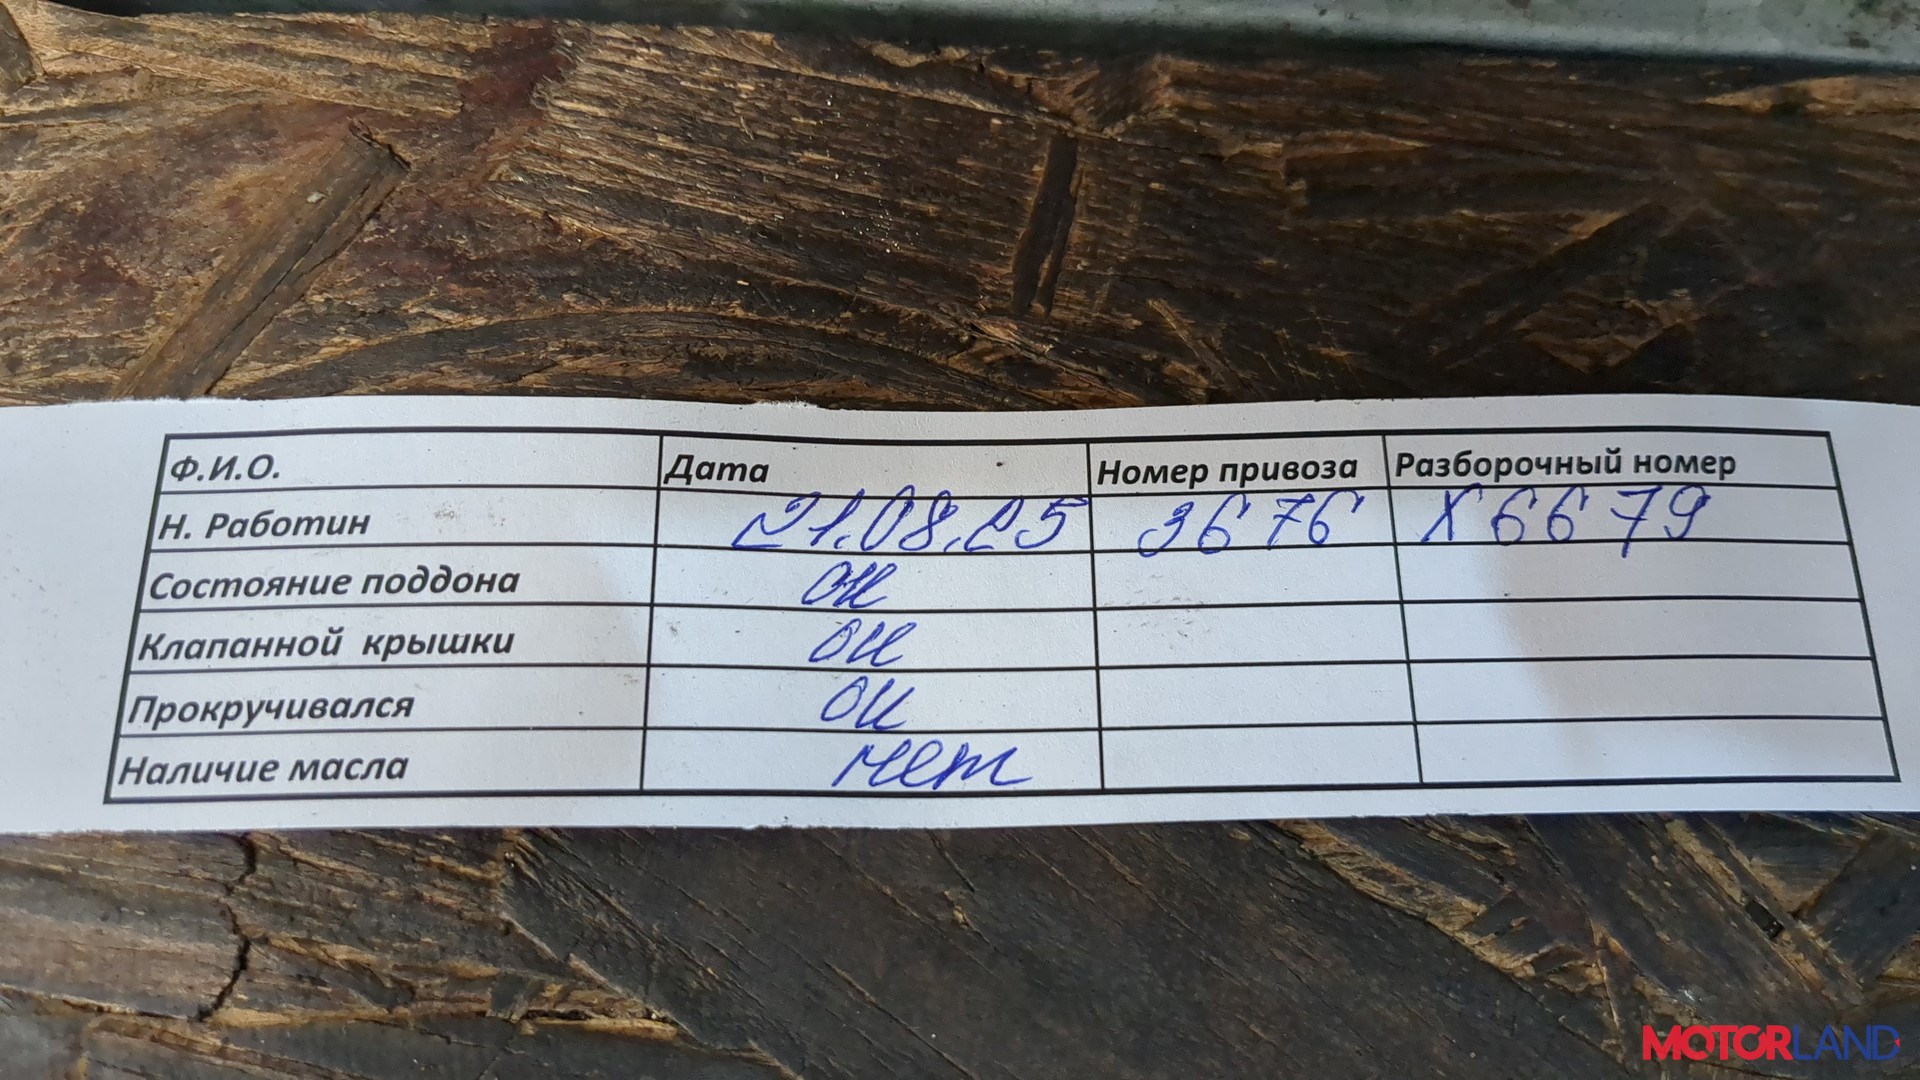 Ф.И.О. Дата Номер привоза Разборочный номер
Н. Работин 21.08.25 3676 X6679
Состояние поддона ок
Клапанной крышки ок
Прокручивался ок
Наличие масла нет
MOTORLAND